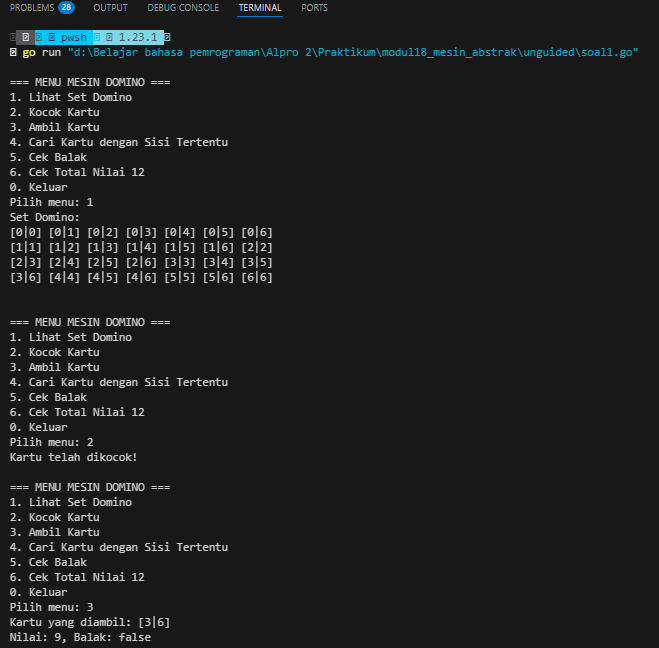 PROBLEMS 28 OUTPUT DEBUG CONSOLE TERMINAL PORTS
pwsh 1.23.1
go run "d:\Belajar bahasa pemrograman\Alpro 2\Praktikum\modul18_mesin_abstrak\unguided\soal1.go"
=== MENU MESIN DOMINO ===
1. Lihat Set Domino
2. Kocok Kartu
3. Ambil Kartu
4. Cari Kartu dengan Sisi Tertentu
5. Cek Balak
6. Cek Total Nilai 12
0. Keluar
Pilih menu: 1
Set Domino:
[0|0] [0|1] [0|2] [0|3] [0|4] [0|5] [0|6]
[1|1] [1|2] [1|3] [1|4] [1|5] [1|6] [2|2]
[2|3] [2|4] [2|5] [2|6] [3|3] [3|4] [3|5]
[3|6] [4|4] [4|5] [4|6] [5|5] [5|6] [6|6]
=== MENU MESIN DOMINO ===
1. Lihat Set Domino
2. Kocok Kartu
3. Ambil Kartu
4. Cari Kartu dengan Sisi Tertentu
5. Cek Balak
6. Cek Total Nilai 12
0. Keluar
Pilih menu: 2
Kartu telah dikocok!
=== MENU MESIN DOMINO ===
1. Lihat Set Domino
2. Kocok Kartu
3. Ambil Kartu
4. Cari Kartu dengan Sisi Tertentu
5. Cek Balak
6. Cek Total Nilai 12
0. Keluar
Pilih menu: 3
Kartu yang diambil: [3|6]
Nilai: 9, Balak: false